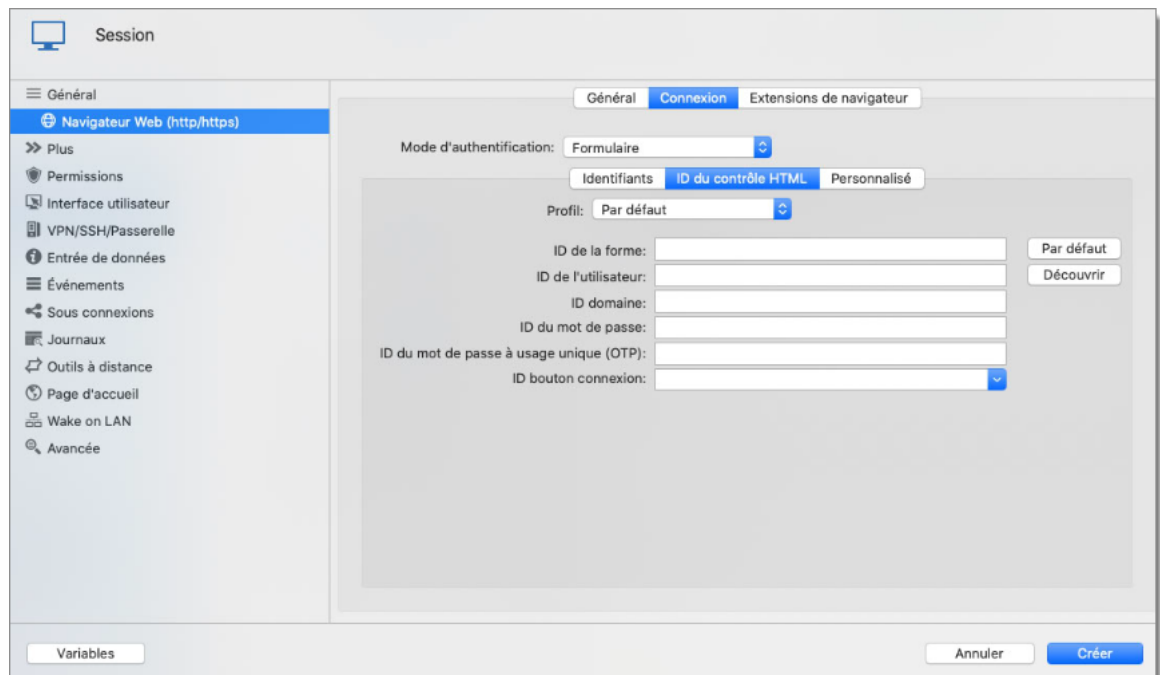 Session
Général
Navigateur Web (http/https)
Plus
Permissions
Interface utilisateur
VPN/SSH/Passerelle
Entrée de données
Événements
Sous connexions
Journaux
Outils à distance
Page d'accueil
Wake on LAN
Avancée
Général Connexion Extensions de navigateur
Mode d'authentification: Formulaire
Identifiants ID du contrôle HTML Personnalisé
Profil: Par défaut
ID de la forme: Par défaut
ID de l'utilisateur: Découvrir
ID domaine:
ID du mot de passe:
ID du mot de passe à usage unique (OTP):
ID bouton connexion:
Variables Annuler Créer